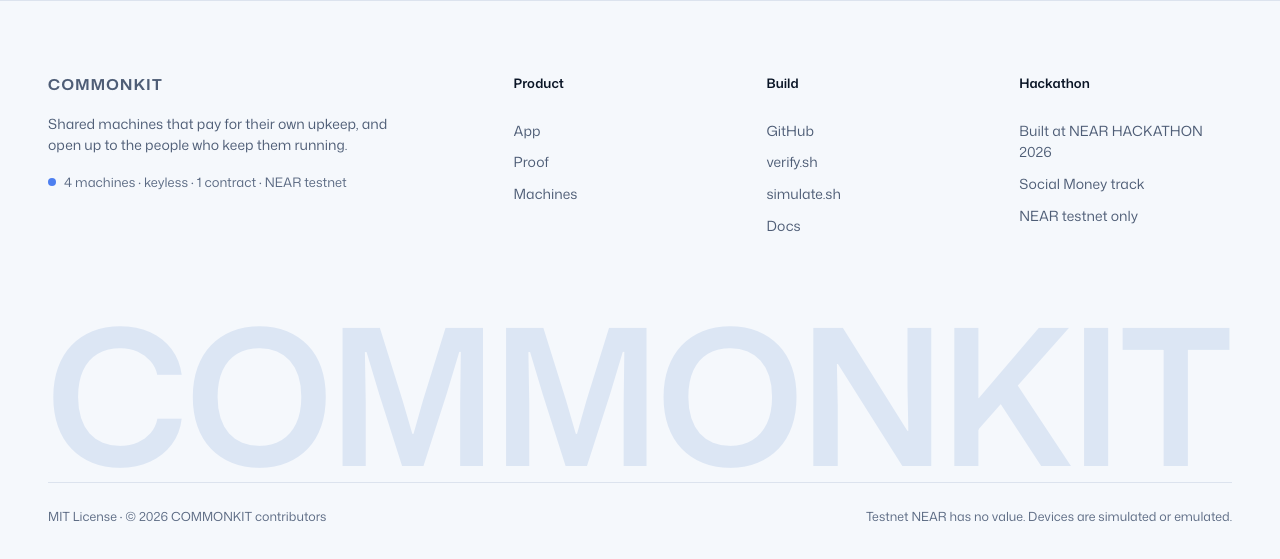 COMMONKIT
Shared machines that pay for their own upkeep, and
open up to the people who keep them running.
4 machines · keyless · 1 contract · NEAR testnet
Product
App
Proof
Machines
Build
GitHub
verify.sh
simulate.sh
Docs
Hackathon
Built at NEAR HACKATHON
2026
Social Money track
NEAR testnet only
COMMONKIT
MIT License · © 2026 COMMONKIT contributors
Testnet NEAR has no value. Devices are simulated or emulated.